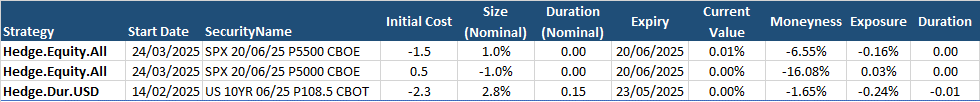 Strategy Start Date SecurityName Initial Cost Size (Nominal) Duration (Nominal) Expiry Current Value Moneyness Exposure Duration
Hedge.Equity.All 24/03/2025 SPX 20/06/25 P5500 CBOE -1.5 1.0% 0.00 20/06/2025 0.01% -6.55% -0.16% 0.00
Hedge.Equity.All 24/03/2025 SPX 20/06/25 P5000 CBOE 0.5 -1.0% 0.00 20/06/2025 -0.00% -16.08% 0.03% 0.00
Hedge.Dur.USD 14/02/2025 US 10YR 06/25 P108.5 CBOT -2.3 2.8% 0.15 23/05/2025 0.00% -1.65% -0.24% -0.01